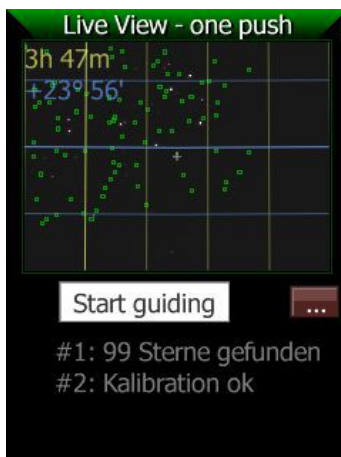 Live View - one push
3h 47m
+23° 56'
Start guiding
...
#1: 99 Sterne gefunden
#2: Kalibration ok